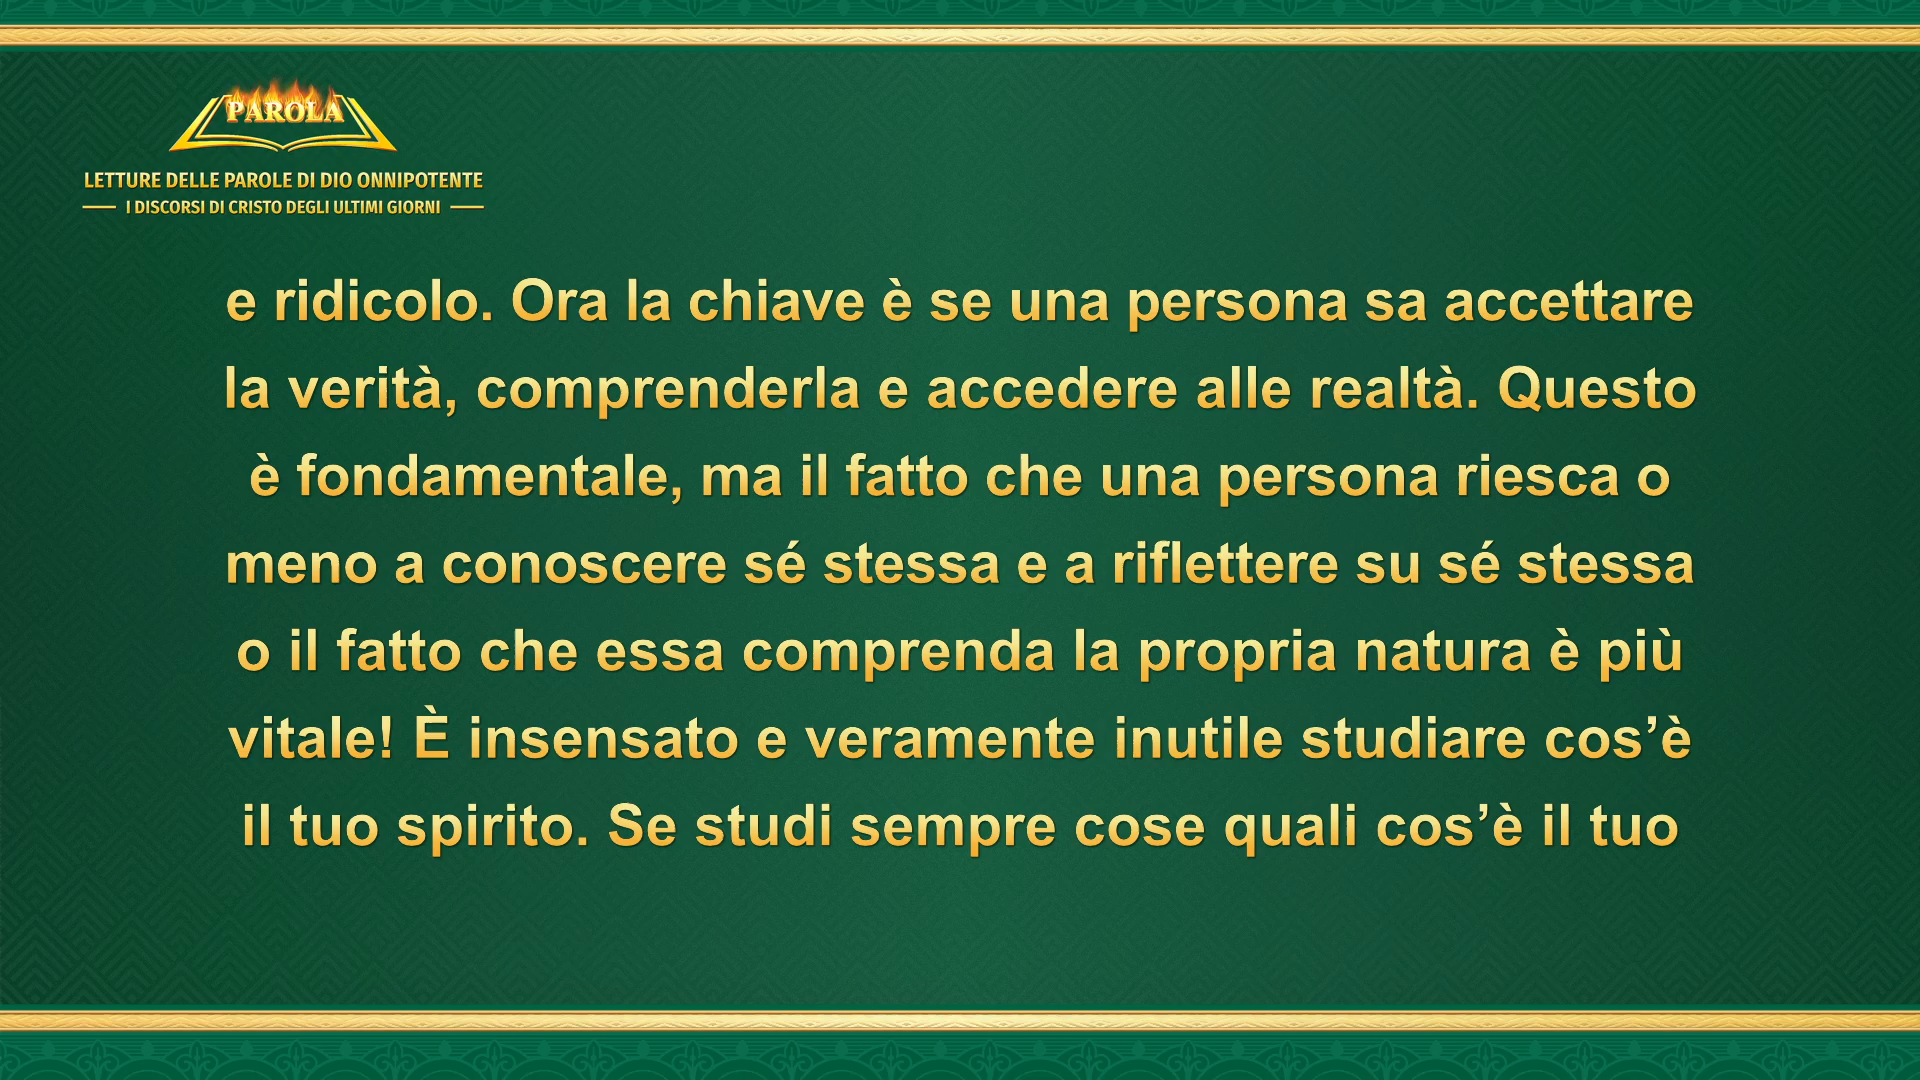 PAROLA
LETTURE DELLE PAROLE DI DIO ONNIPOTENTE
I DISCORSI DI CRISTO DEGLI ULTIMI GIORNI
e ridicolo. Ora la chiave è se una persona sa accettare
la verità, comprenderla e accedere alle realtà. Questo
è fondamentale, ma il fatto che una persona riesca o
meno a conoscere sé stessa e a riflettere su sé stessa
o il fatto che essa comprenda la propria natura è più
vitale! È insensato e veramente inutile studiare cos’è
il tuo spirito. Se studi sempre cose quali cos’è il tuo